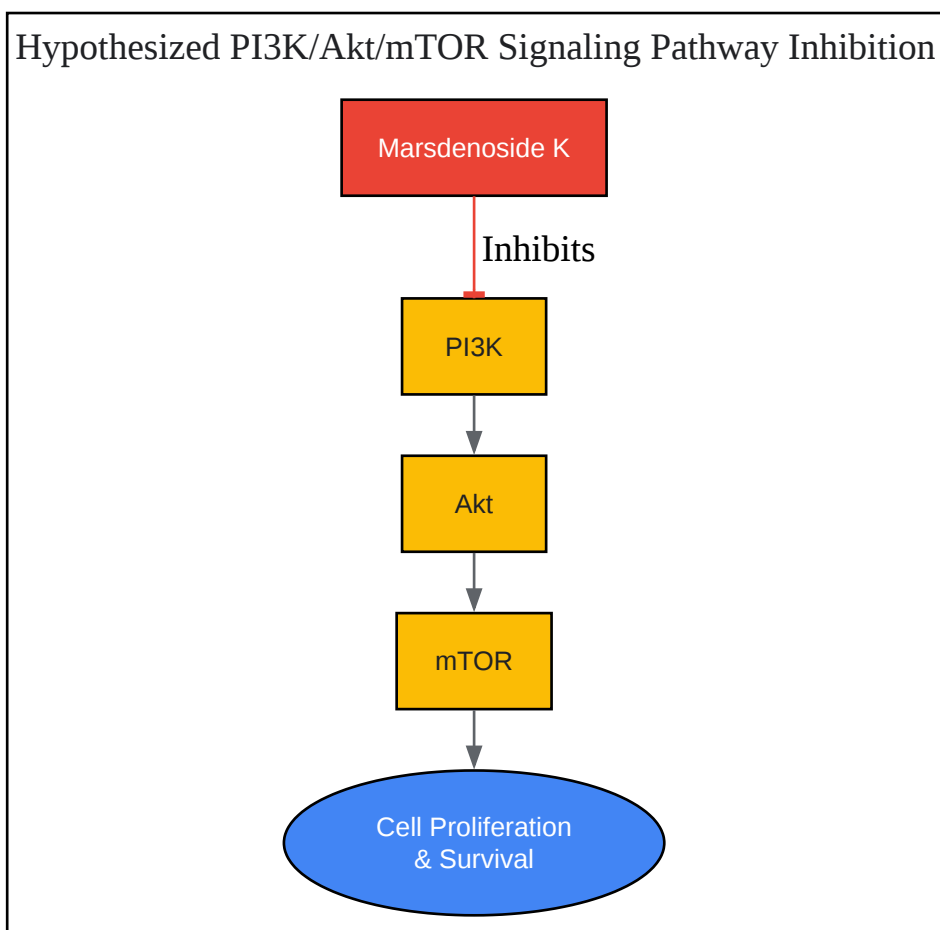 Hypothesized PI3K/Akt/mTOR Signaling Pathway Inhibition
Marsdenoside K
Inhibits
PI3K
Akt
mTOR
Cell Proliferation
& Survival